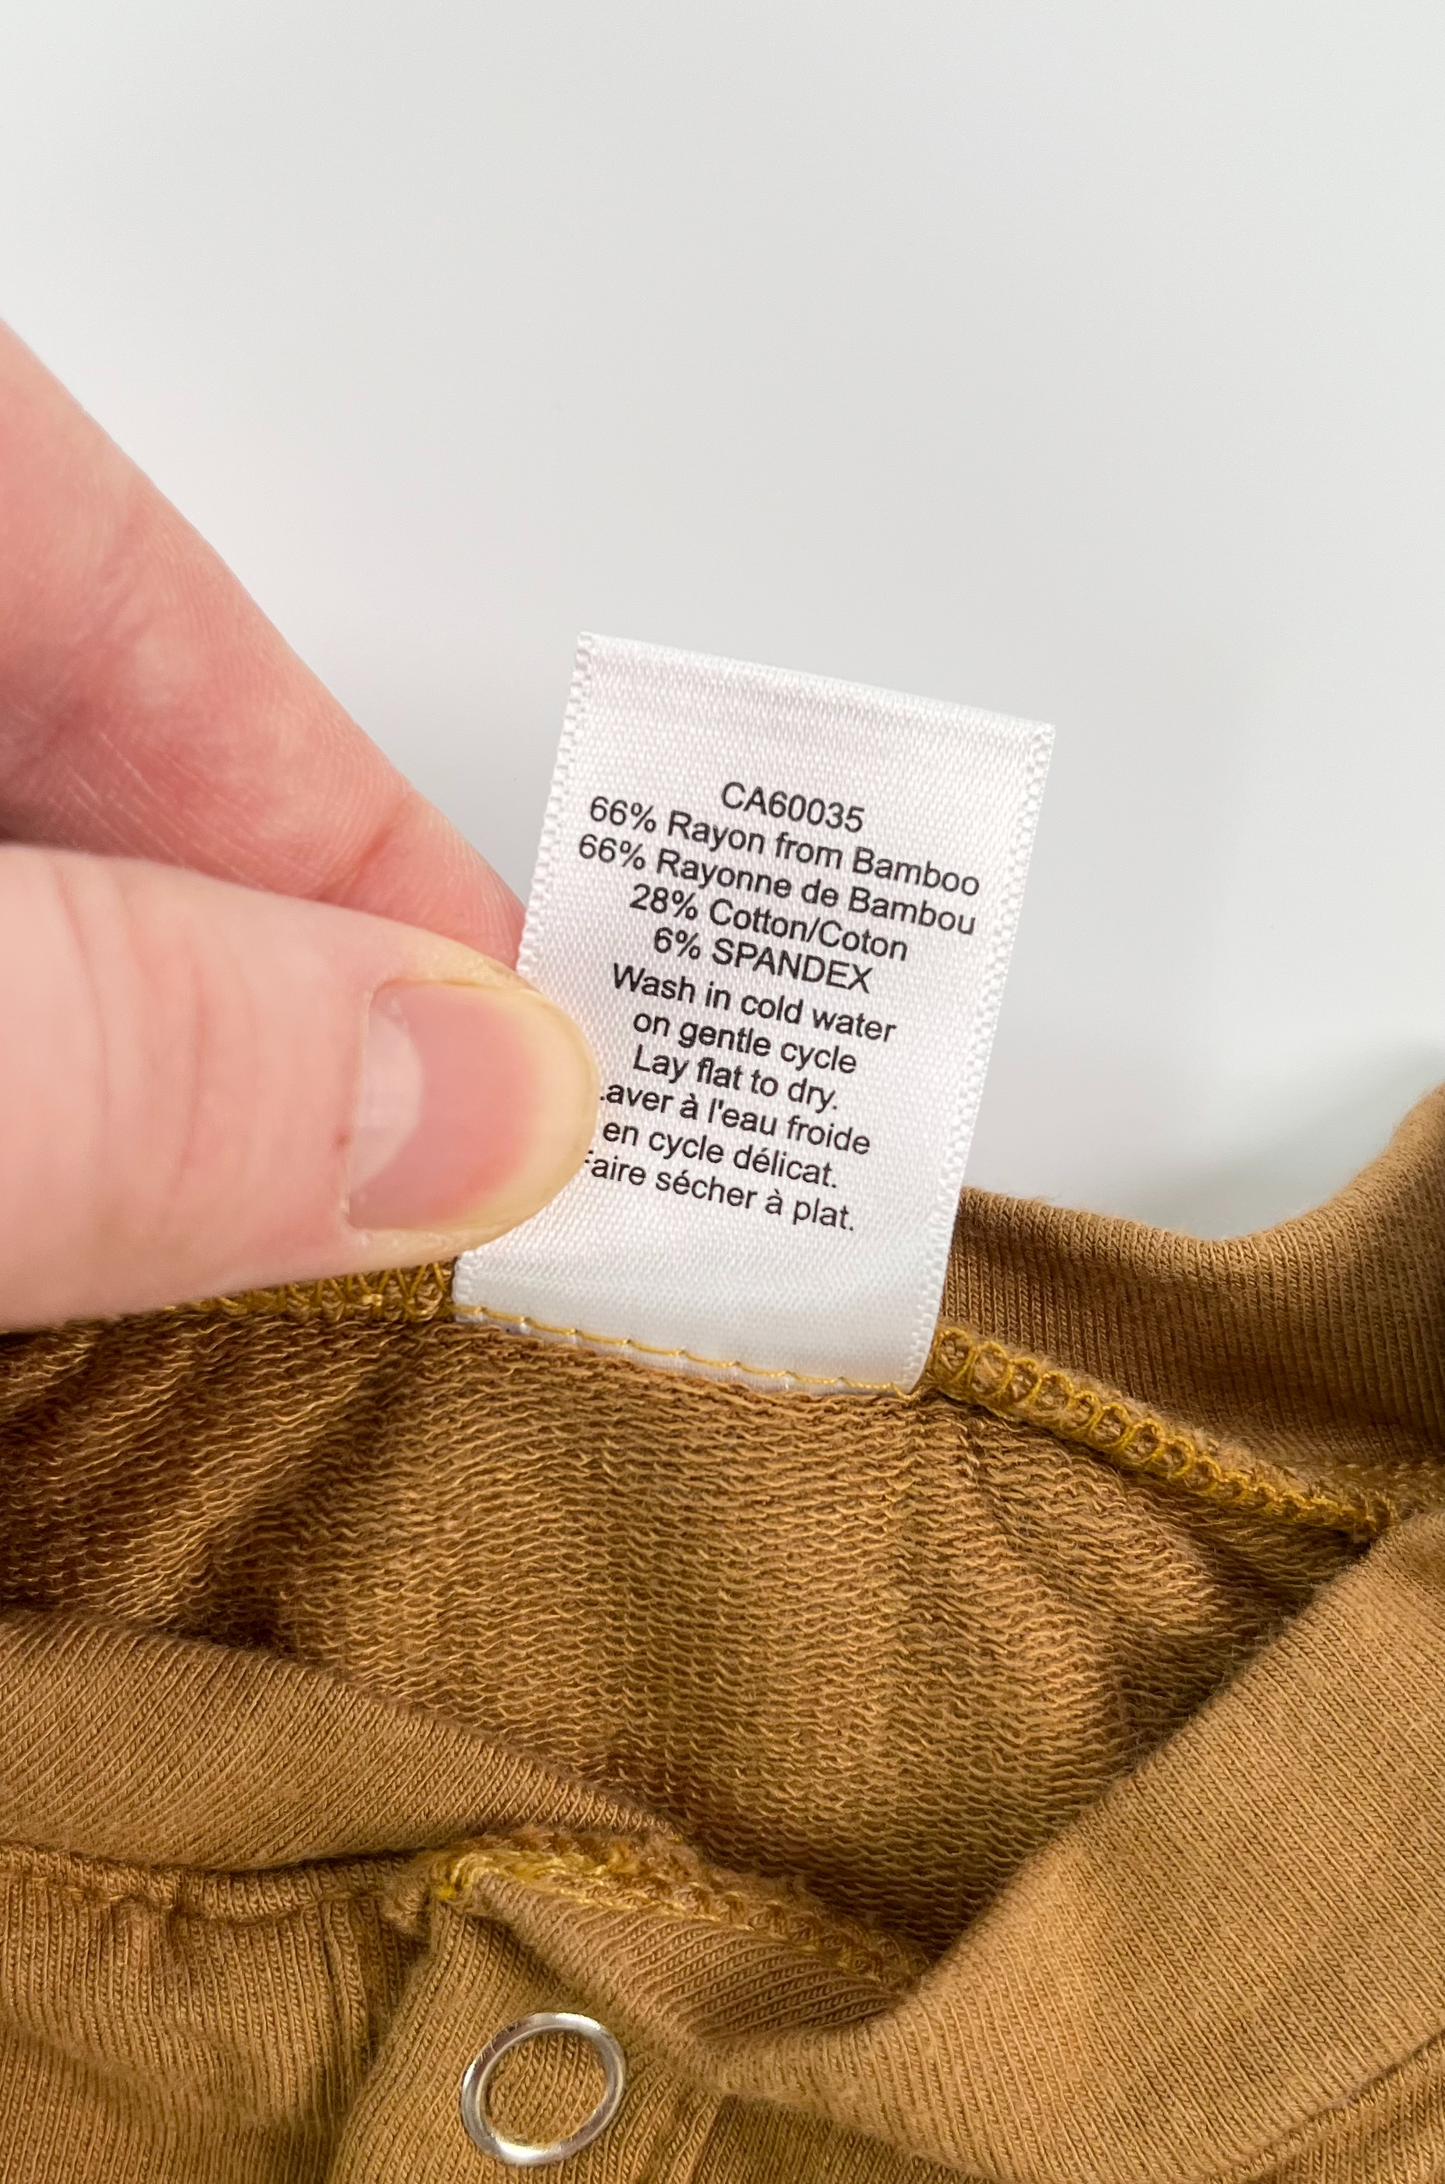 CA60035
66% Rayon from Bamboo
66% Rayonne de Bambou
28% Cotton/Coton
6% SPANDEX
Wash in cold water
on gentle cycle
Lay flat to dry.
aver à l'eau froide
en cycle délicat.
aire sécher à plat.